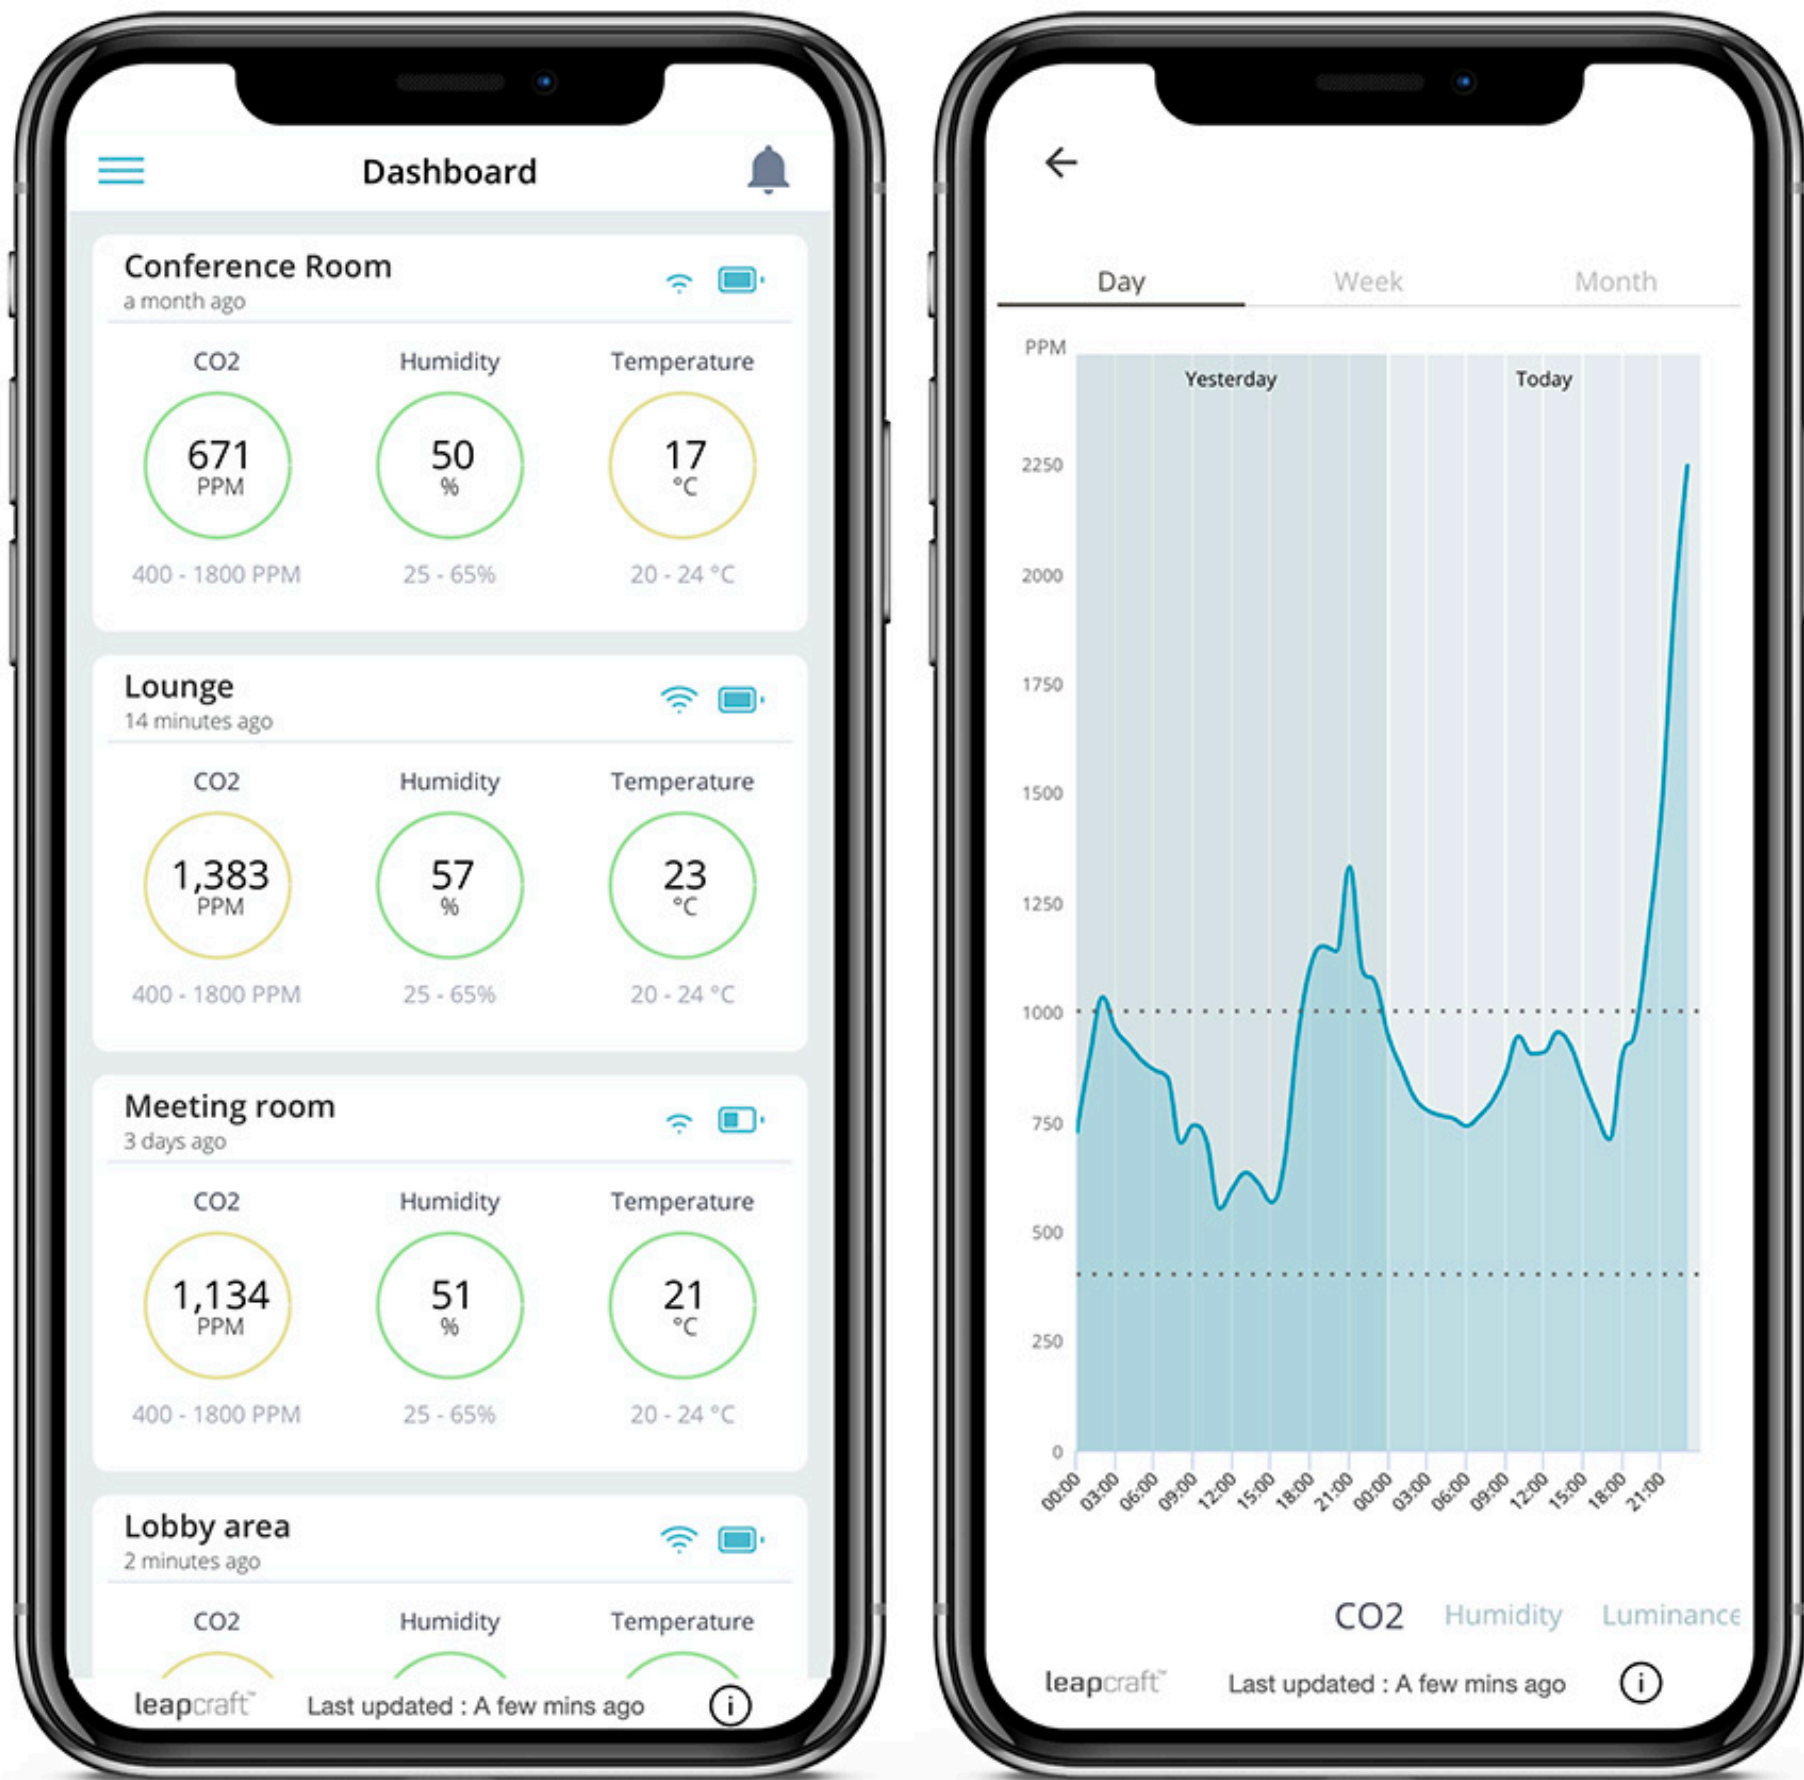 Dashboard
Conference Room
a month ago
CO2 Humidity Temperature
671 50 17
PPM % °C
400 - 1800 PPM 25 - 65% 20 - 24 °C
Lounge
14 minutes ago
CO2 Humidity Temperature
1,383 57 23
PPM % °C
400 - 1800 PPM 25 - 65% 20 - 24 °C
Meeting room
3 days ago
CO2 Humidity Temperature
1,134 51 21
PPM % °C
400 - 1800 PPM 25 - 65% 20 - 24 °C
Lobby area
2 minutes ago
CO2 Humidity Temperature
leapcraft™ Last updated : A few mins ago i
Day Week Month
PPM
Yesterday Today
2250
2000
1750
1500
1250
1000
750
500
250
0
00:00 03:00 06:00 09:00 12:00 15:00 18:00 21:00 00:00 03:00 06:00 09:00 12:00 15:00 18:00 21:00
CO2 Humidity Luminance
leapcraft™ Last updated : A few mins ago i